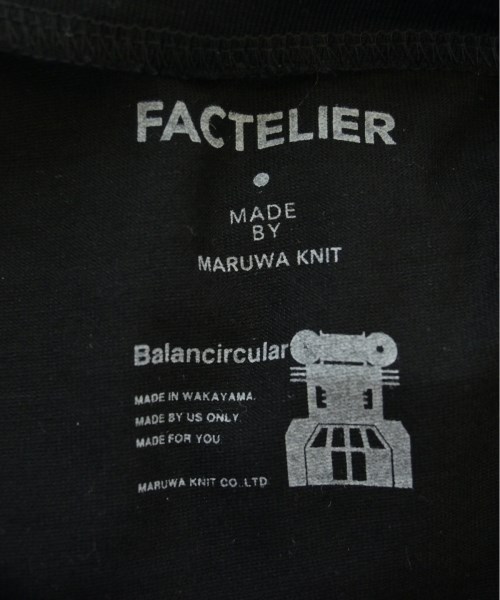 FACTELIER
MADE
BY
MARUWA KNIT
Balancircular
MADE IN WAKAYAMA.
MADE BY US ONLY.
MADE FOR YOU
MARUWA KNIT CO.,LTD